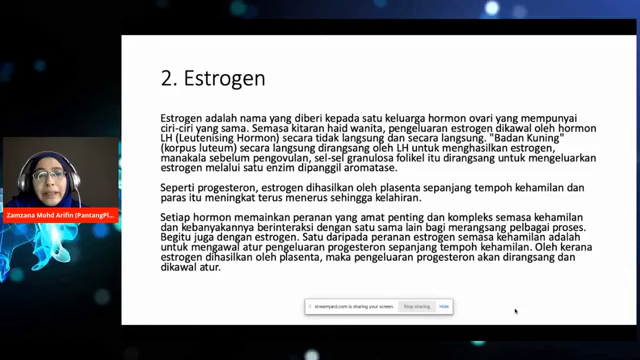 2. Estrogen
Estrogen adalah nama yang diberi kepada satu keluarga hormon ovari yang mempunyai
ciri-ciri yang sama. Semasa kitaran haid wanita, pengeluaran estrogen dikawal oleh hormon
LH (Leutenising Hormon) secara tidak langsung dan secara langsung. "Badan Kuning"
(korpus luteum) secara langsung dirangsang oleh LH untuk menghasilkan estrogen,
manakala sebelum pengovulan, sel-sel granulosa folikel itu dirangsang untuk mengeluarkan
estrogen melalui satu enzim dipanggil aromatase.
Seperti progesteron, estrogen dihasilkan oleh plasenta sepanjang tempoh kehamilan dan
paras itu meningkat terus menerus sehingga kelahiran.
Setiap hormon memainkan peranan yang amat penting dan kompleks semasa kehamilan
dan kebanyakannya berinteraksi dengan satu sama lain bagi merangsang pelbagai proses.
Begitu juga dengan estrogen. Satu daripada peranan estrogen semasa kehamilan adalah
untuk mengawal atur pengeluaran progesteron sepanjang tempoh kehamilan. Oleh kerana
estrogen dihasilkan oleh plasenta, maka pengeluaran progesteron akan dirangsang dan
dikawal atur.
Zamzana Mohd Arifin (PantangPl...
streamyard.com is sharing your screen.
Stop sharing
Hide